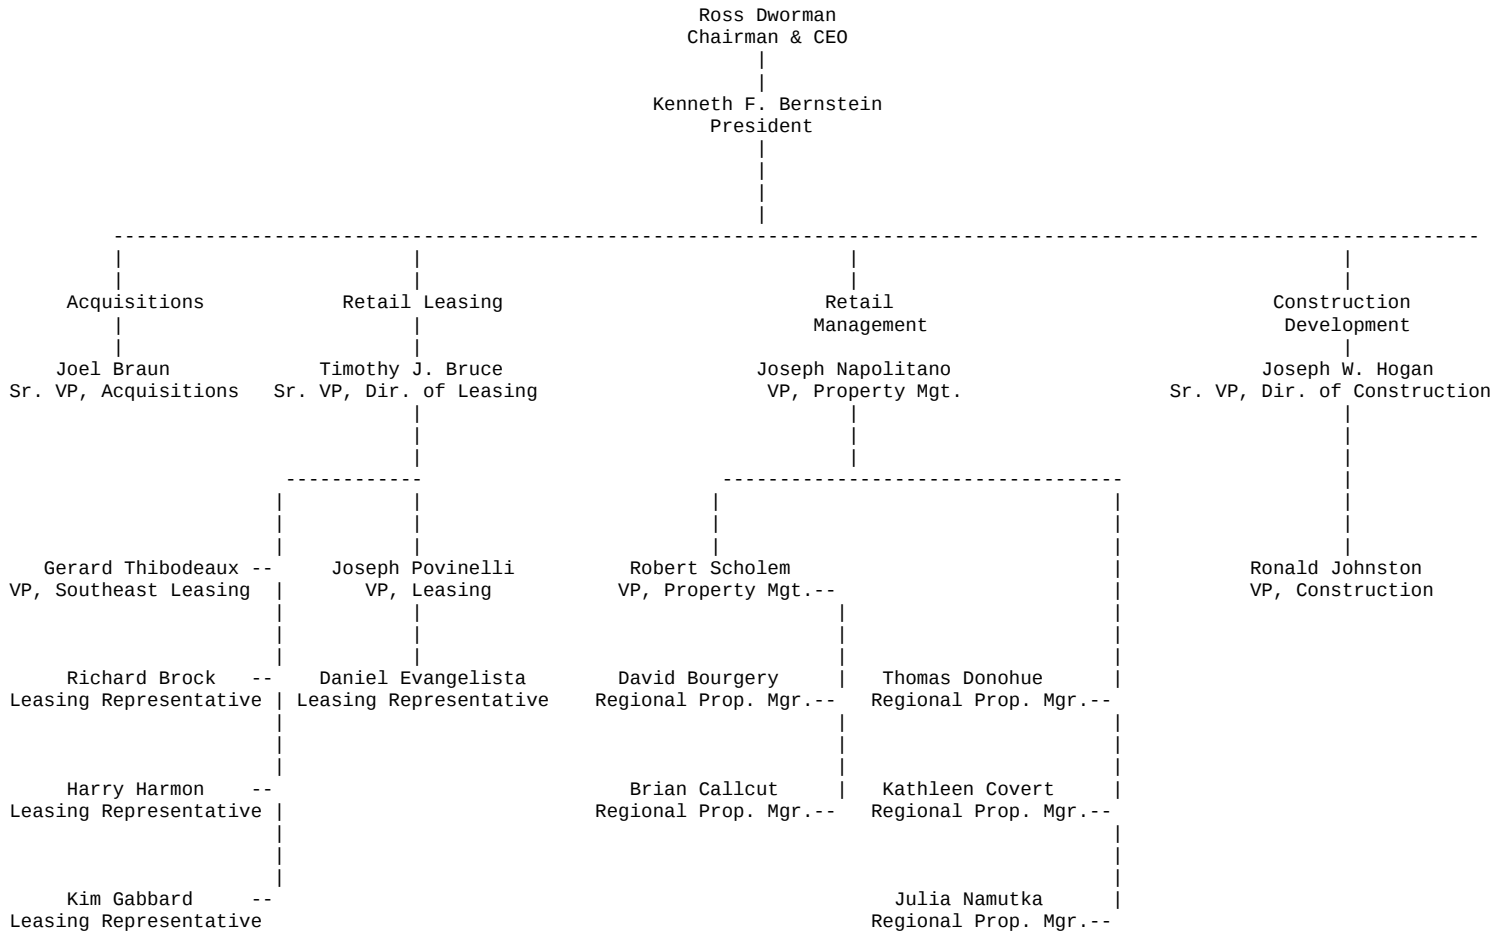 Ross Dworman
Chairman & CEO
Kenneth F. Bernstein
President
Acquisitions
Retail Leasing
Retail
Management
Construction
Development
Joel Braun
Sr. VP, Acquisitions
Timothy J. Bruce
Sr. VP, Dir. of Leasing
Joseph Napolitano
VP, Property Mgt.
Joseph W. Hogan
Sr. VP, Dir. of Construction
Gerard Thibodeaux --
VP, Southeast Leasing
Joseph Povinelli
VP, Leasing
Robert Scholem
VP, Property Mgt.--
Ronald Johnston
VP, Construction
Richard Brock --
Leasing Representative
Daniel Evangelista
Leasing Representative
David Bourgery
Regional Prop. Mgr.--
Thomas Donohue
Regional Prop. Mgr.--
Harry Harmon --
Leasing Representative
Brian Callcut
Regional Prop. Mgr.--
Kathleen Covert
Regional Prop. Mgr.--
Kim Gabbard --
Leasing Representative
Julia Namutka
Regional Prop. Mgr.--